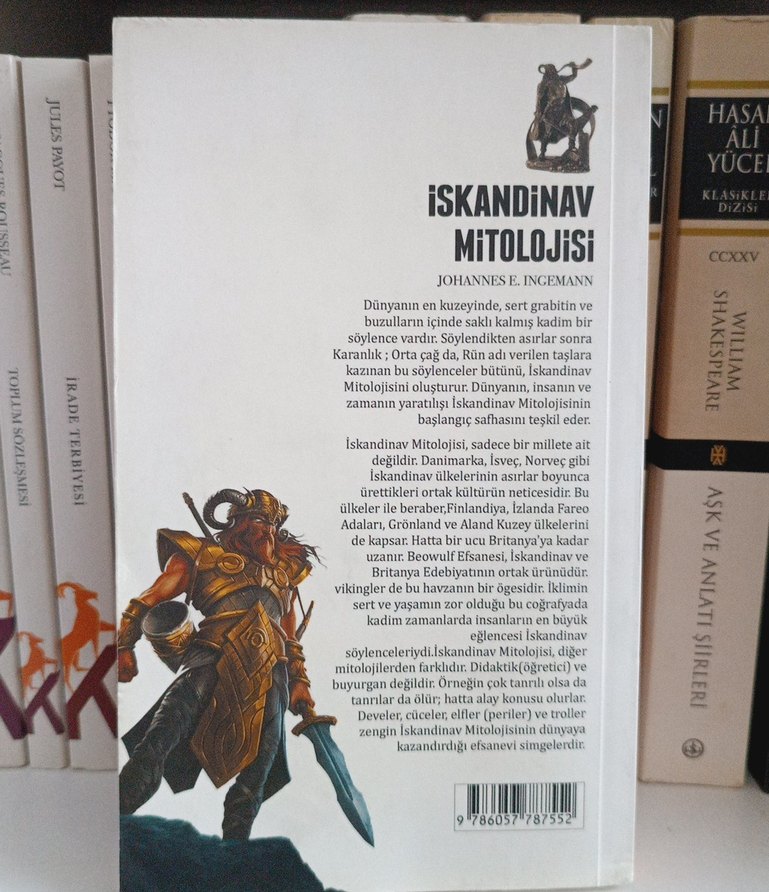 İSKANDİNAV
MİTOLOJİSİ
JOHANNES E. INGEMANN
Dünyanın en kuzeyinde, sert grabitin ve
buzulların içinde saklı kalmış kadim bir
söylence vardır. Söylendikten asırlar sonra
Karanlık ; Orta çağ da, Rün adı verilen taşlara
kazınan bu söylenceler bütünü, İskandinav
Mitolojisini oluşturur. Dünyanın, insanın ve
zamanın yaratılışı İskandinav Mitolojisinin
başlangıç safhasını teşkil eder.
İskandinav Mitolojisi, sadece bir millete ait
değildir. Danimarka, İsveç, Norveç gibi
İskandinav ülkelerinin asırlar boyunca
ürettikleri ortak kültürün neticesidir. Bu
ülkeler ile beraber,Finlandiya, İzlanda Fareo
Adaları, Grönland ve Aland Kuzey ülkelerini
de kapsar. Hatta bir ucu Britanya'ya kadar
uzanır. Beowulf Efsanesi, İskandinav ve
Britanya Edebiyatının ortak ürünüdür.
vikingler de bu havzanın bir ögesidir. İklimin
sert ve yaşamın zor olduğu bu coğrafyada
kadim zamanlarda insanların en büyük
eğlencesi İskandinav
söylenceleriydi.İskandinav Mitolojisi, diğer
mitolojilerden farklıdır. Didaktik(öğretici) ve
buyurgan değildir. Örneğin çok tanrılı olsa da
tanrılar da ölür; hatta alay konusu olurlar.
Develer, cüceler, elfler (periler) ve troller
zengin İskandinav Mitolojisinin dünyaya
kazandırdığı efsanevi simgelerdir.
9 786057 787552
ROUSSEAU
TOPLUM SÖZLEŞMESİ
JULES PAYOT
İRADE TERBİYESİ
HASAN
ÂLİ
YÜCEL
KLASİKLER
DİZİSİ
CCXXV
WILLIAM
SHAKESPEARE
AŞK VE ANLATI ŞİİRLERİ